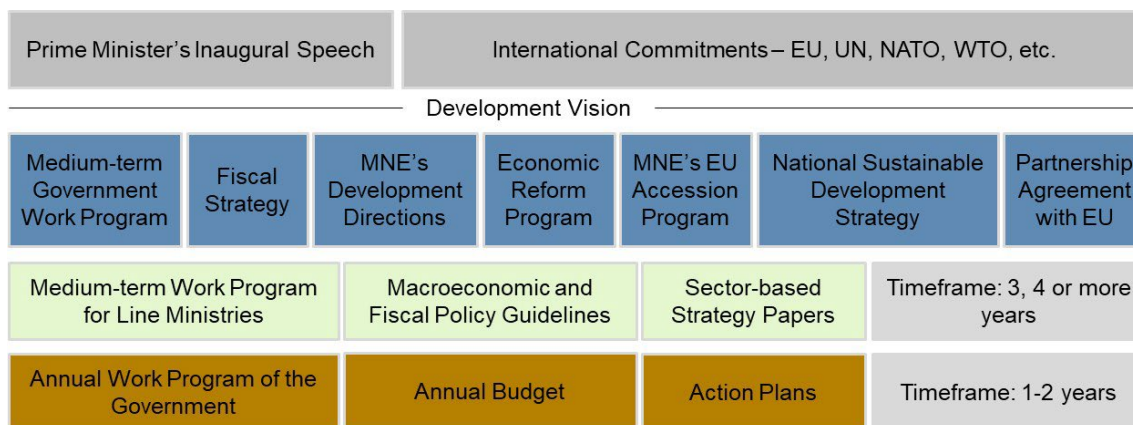 Prime Minister’s Inaugural Speech
International Commitments – EU, UN, NATO, WTO, etc.
Development Vision
Medium-term
Government
Work Program
Fiscal
Strategy
MNE’s
Development
Directions
Economic
Reform
Program
MNE’s EU
Accession
Program
National Sustainable
Development
Strategy
Partnership
Agreement
with EU
Medium-term Work Program
for Line Ministries
Macroeconomic and
Fiscal Policy Guidelines
Sector-based
Strategy Papers
Timeframe: 3, 4 or more
years
Annual Work Program of the
Government
Annual Budget
Action Plans
Timeframe: 1-2 years